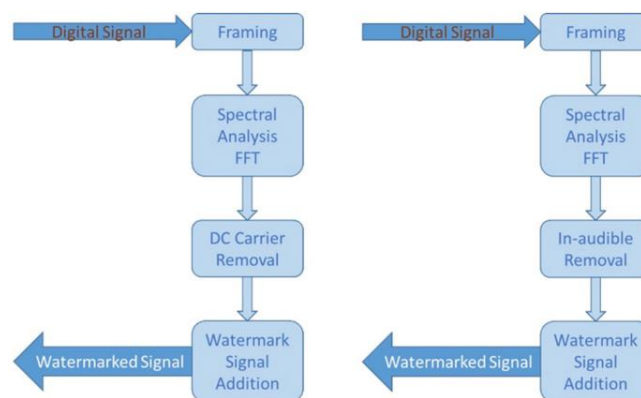 Digital Signal
Framing
Spectral
Analysis
FFT
DC Carrier
Removal
Watermark
Signal
Addition
Watermarked Signal
Digital Signal
Framing
Spectral
Analysis
FFT
In-audible
Removal
Watermark
Signal
Addition
Watermarked Signal